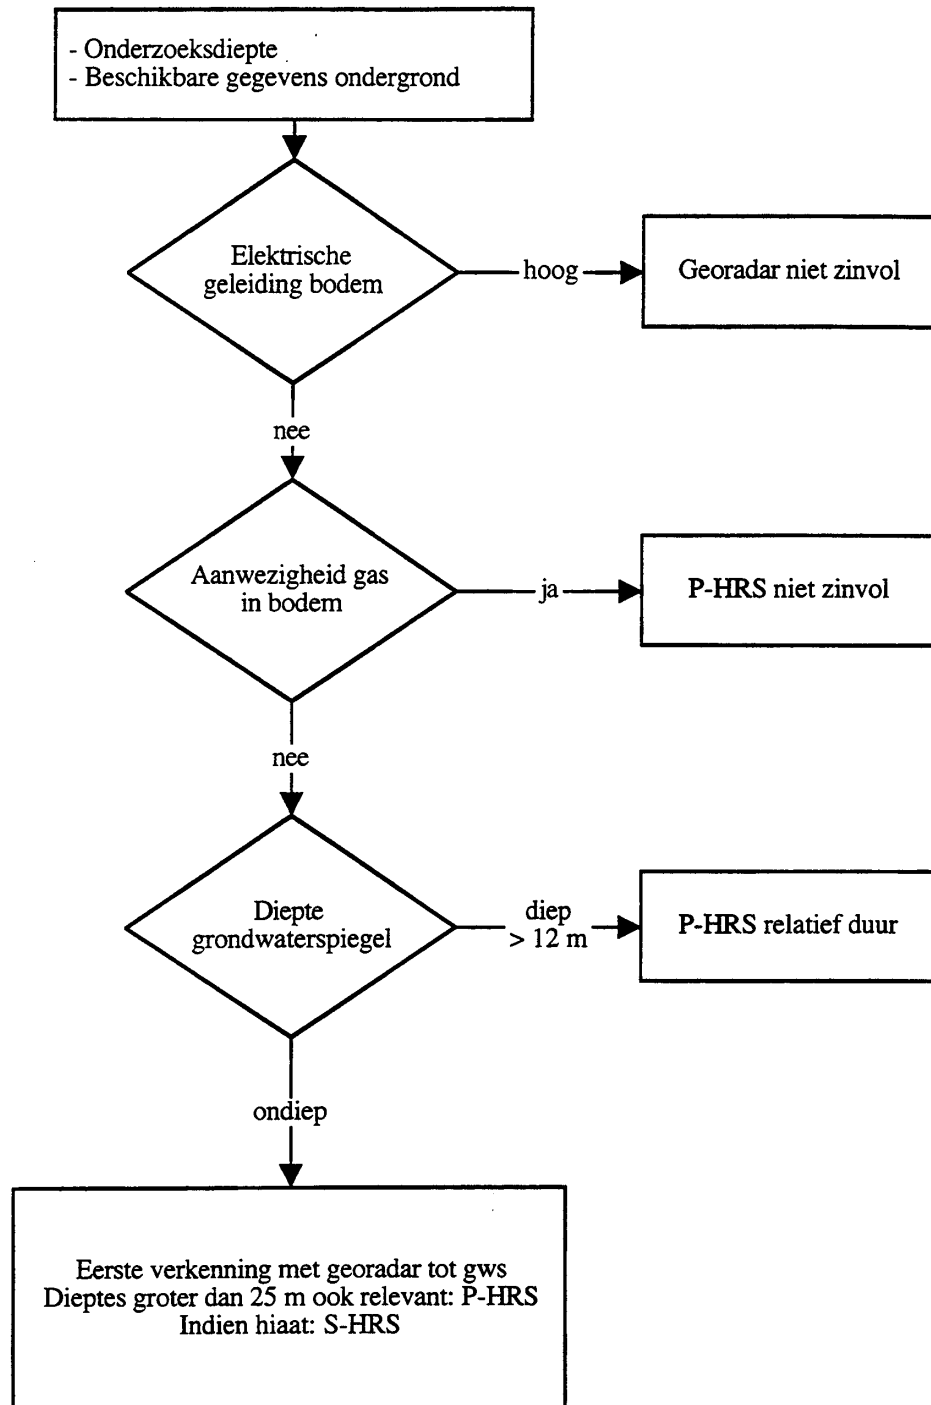 - Onderzoeksdiepte
- Beschikbare gegevens ondergrond
Elektrische
geleiding bodem
hoog
Georadar niet zinvol
nee
Aanwezigheid gas
in bodem
ja
P-HRS niet zinvol
nee
Diepte
grondwaterspiegel
diep
> 12 m
P-HRS relatief duur
ondiep
Eerste verkenning met georadar tot gws
Dieptes groter dan 25 m ook relevant: P-HRS
Indien hiaat: S-HRS